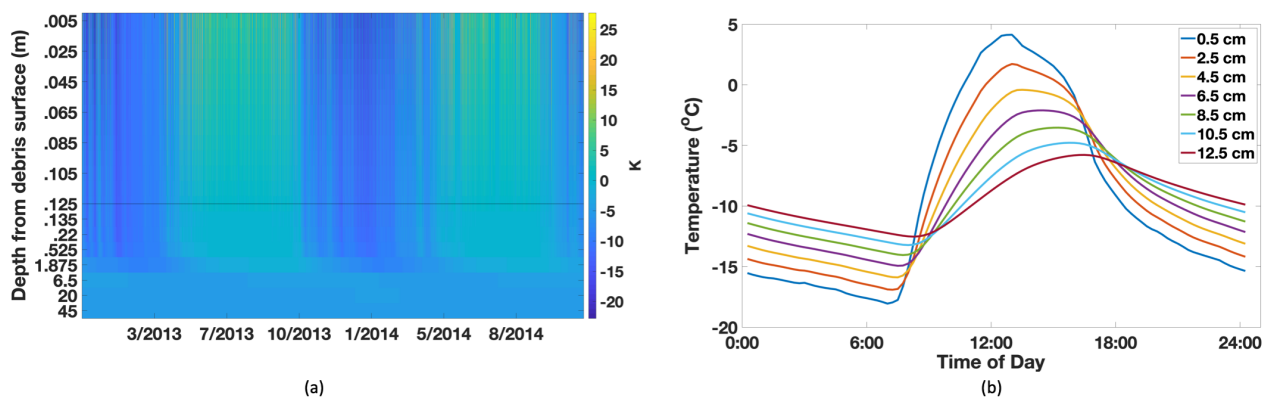 Depth from debris surface (m)
.005
.025
.045
.065
.085
.105
.125
.135
.22
.525
1.875
6.5
20
45
3/2013 7/2013 10/2013 1/2014 5/2014 8/2014
25
20
15
10
5
0
-5
-10
-15
-20
K
(a)
Temperature (°C)
5
0
-5
-10
-15
-20
0:00 6:00 12:00 18:00 24:00
Time of Day
0.5 cm
2.5 cm
4.5 cm
6.5 cm
8.5 cm
10.5 cm
12.5 cm
(b)